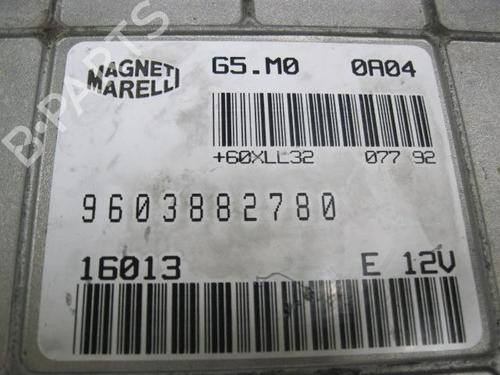 MAGNETI MARELLI G5.M0 0A04
+60XLL32 077 92
9603882780
16013 E 12V
B-PARTS